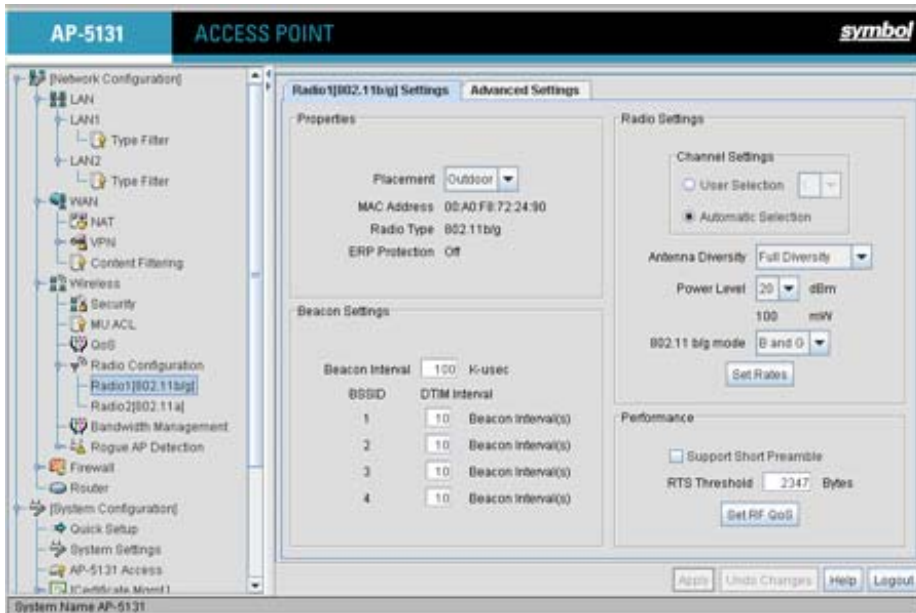 AP-5131 ACCESS POINT symbol
[Network Configuration]
LAN
LAN1
Type Filter
LAN2
Type Filter
WAN
NAT
VPN
Content Filtering
Wireless
Security
MU ACL
QoS
Radio Configuration
Radio1[802.11b/g]
Radio2[802.11a]
Bandwidth Management
Rogue AP Detection
Firewall
Router
[System Configuration]
Quick Setup
System Settings
AP-5131 Access
[Certificate Mgmt]
Radio1[802.11b/g] Settings Advanced Settings
Properties
Placement Outdoor
MAC Address 00:A0:F8:72:24:90
Radio Type 802.11b/g
ERP Protection Off
Beacon Settings
Beacon Interval 100 K-usec
BSSID DTIM Interval
1 10 Beacon Interval(s)
2 10 Beacon Interval(s)
3 10 Beacon Interval(s)
4 10 Beacon Interval(s)
Radio Settings
Channel Settings
User Selection
Automatic Selection
Antenna Diversity Full Diversity
Power Level 20 dBm
100 mW
802.11 b/g mode B and G
Set Rates
Performance
Support Short Preamble
RTS Threshold 2347 Bytes
Set RF QoS
Apply Undo Changes Help Logout
System Name AP-5131